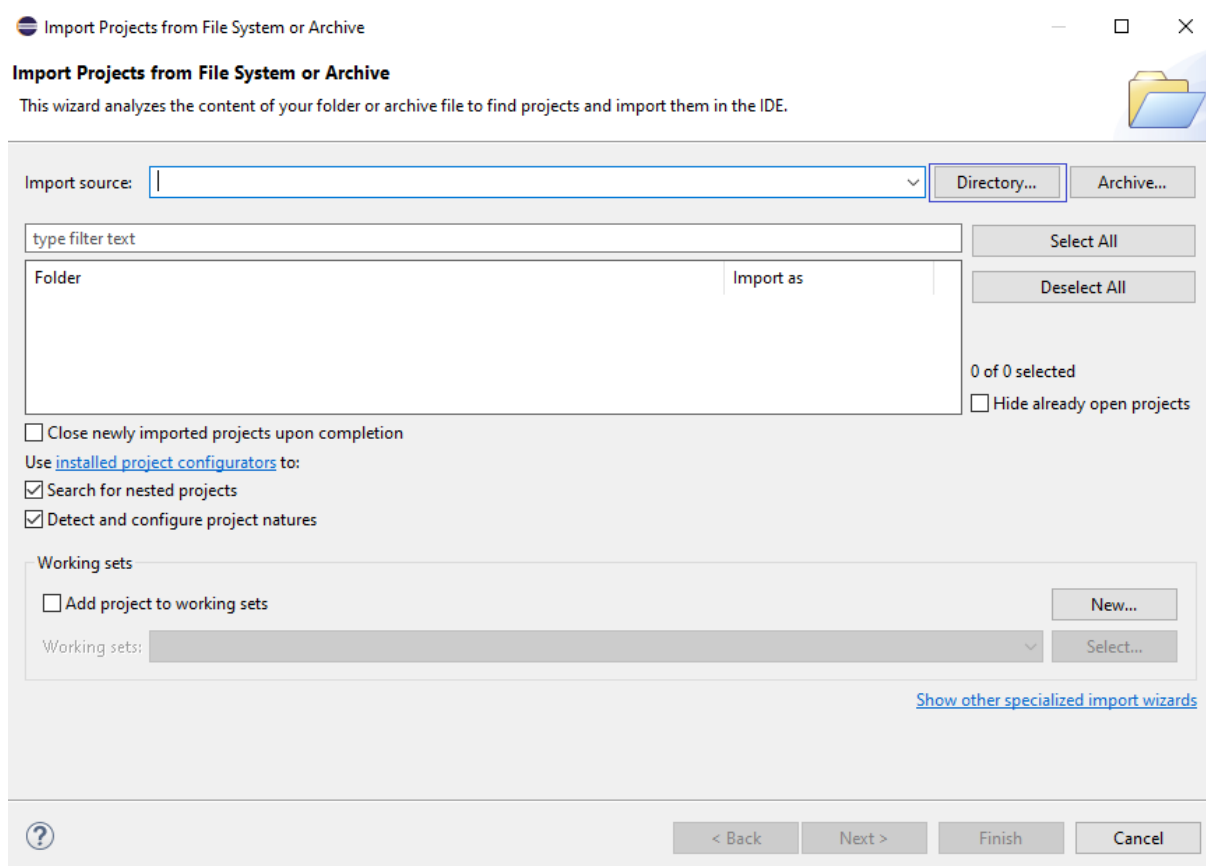 Import Projects from File System or Archive
Import Projects from File System or Archive
This wizard analyzes the content of your folder or archive file to find projects and import them in the IDE.
Import source: Directory... Archive...
type filter text Select All
Folder Import as
Deselect All
0 of 0 selected
Hide already open projects
Close newly imported projects upon completion
Use installed project configurators to:
Search for nested projects
Detect and configure project natures
Working sets
Add project to working sets New...
Working sets: Select...
Show other specialized import wizards
? < Back Next > Finish Cancel